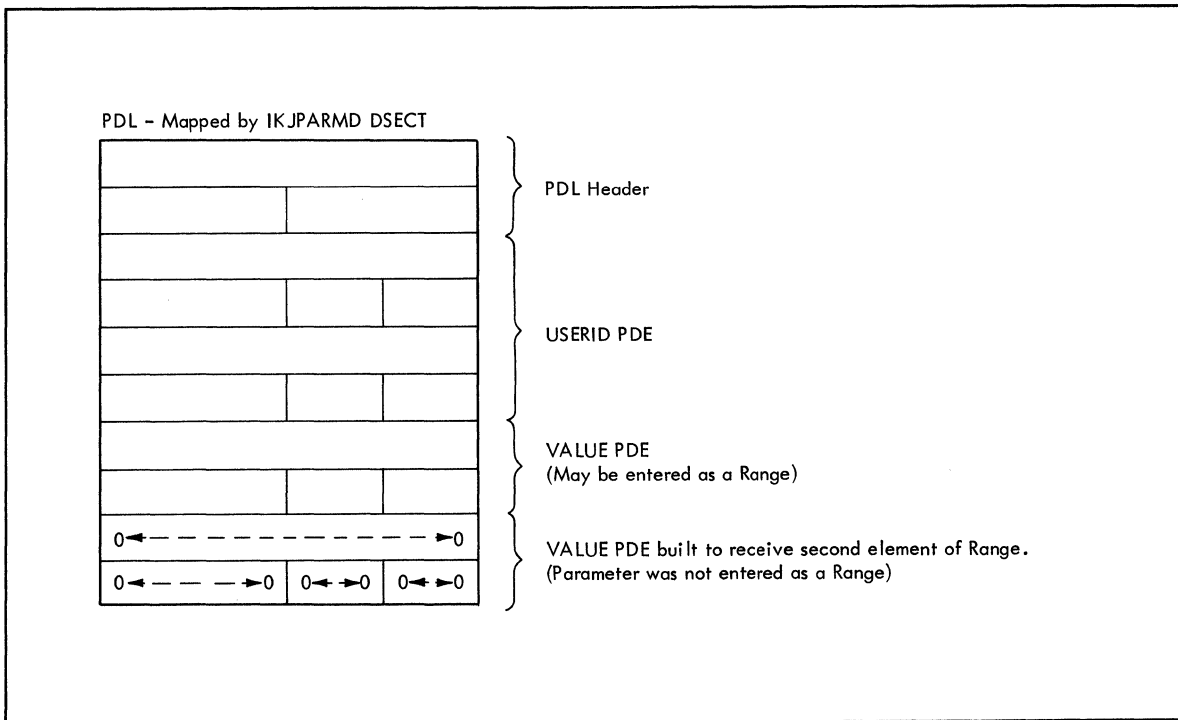 PDL - Mapped by IKJPARMD DSECT
PDL Header
USERID PDE
VALUE PDE
(May be entered as a Range)
0 0
VALUE PDE built to receive second element of Range.
(Parameter was not entered as a Range)
0 0 0 0 0 0